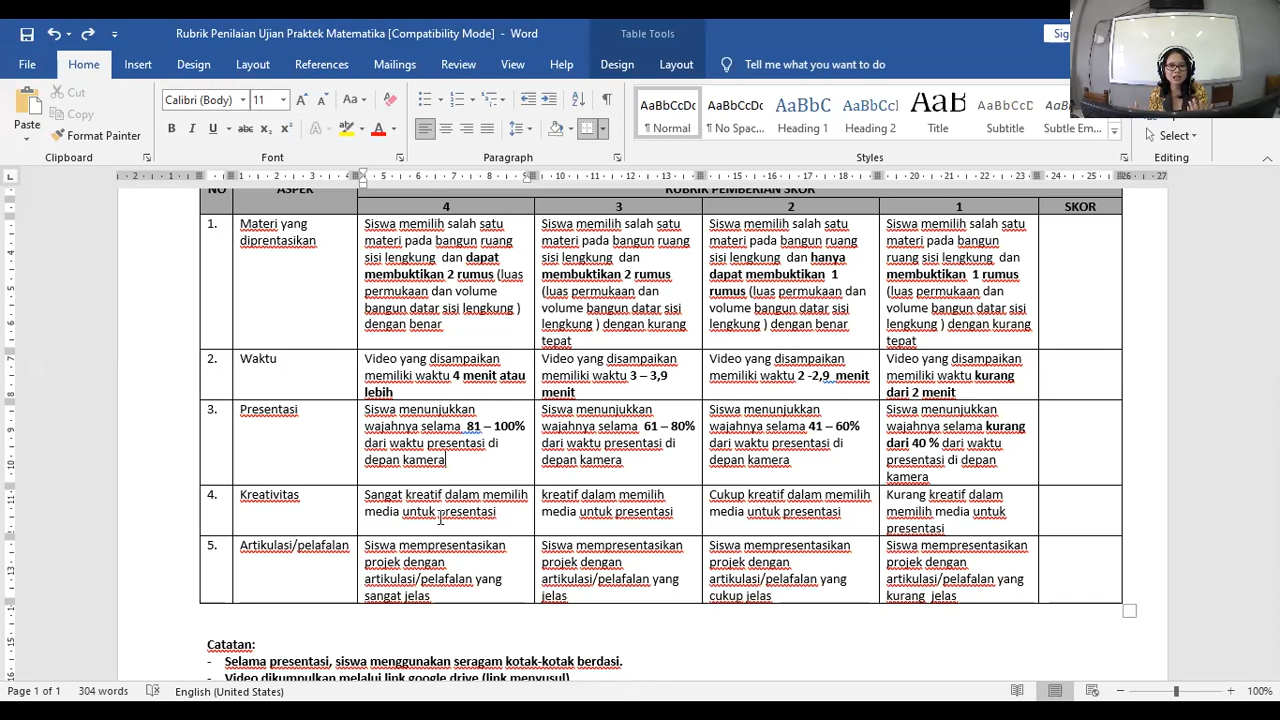 Rubrik Penilaian Ujian Praktek Matematika [Compatibility Mode] - Word
Table Tools
Sig
File Home Insert Design Layout References Mailings Review View Help Design Layout Tell me what you want to do
Paste
Cut
Copy
Format Painter
Clipboard
Calibri (Body) 11
Font
Paragraph
AaBbCcDc AaBbCcDc AaBbC AaBbCc AaB AaBbCcD AaBbCcDc
¶ Normal ¶ No Spac... Heading 1 Heading 2 Title Subtitle Subtle Em...
Styles
Select
Editing
NO ASPEK RUBRIK PEMBERIAN SKOR
4 3 2 1 SKOR
1.
Materi yang
diprentasikan
Siswa memilih salah satu
materi pada bangun ruang
sisi lengkung dan dapat
membuktikan 2 rumus (luas
permukaan dan volume
bangun datar sisi lengkung )
dengan benar
Siswa memilih salah satu
materi pada bangun ruang
sisi lengkung dan
membuktikan 2 rumus
(luas permukaan dan
volume bangun datar sisi
lengkung ) dengan kurang
tepat
Siswa memilih salah satu
materi pada bangun ruang
sisi lengkung dan hanya
dapat membuktikan 1
rumus (luas permukaan dan
volume bangun datar sisi
lengkung ) dengan benar
Siswa memilih salah satu
materi pada bangun
ruang sisi lengkung dan
membuktikan 1 rumus
(luas permukaan dan
volume bangun datar sisi
lengkung ) dengan kurang
tepat
2.
Waktu
Video yang disampaikan
memiliki waktu 4 menit atau
lebih
Video yang disampaikan
memiliki waktu 3 – 3,9
menit
Video yang disampaikan
memiliki waktu 2 -2,9 menit
Video yang disampaikan
memiliki waktu kurang
dari 2 menit
3.
Presentasi
Siswa menunjukkan
wajahnya selama 81 – 100%
dari waktu presentasi di
depan kamera
Siswa menunjukkan
wajahnya selama 61 – 80%
dari waktu presentasi di
depan kamera
Siswa menunjukkan
wajahnya selama 41 – 60%
dari waktu presentasi di
depan kamera
Siswa menunjukkan
wajahnya selama kurang
dari 40 % dari waktu
presentasi di depan
kamera
4.
Kreativitas
Sangat kreatif dalam memilih
media untuk presentasi
kreatif dalam memilih
media untuk presentasi
Cukup kreatif dalam memilih
media untuk presentasi
Kurang kreatif dalam
memilih media untuk
presentasi
5.
Artikulasi/pelafalan
Siswa mempresentasikan
projek dengan
artikulasi/pelafalan yang
sangat jelas
Siswa mempresentasikan
projek dengan
artikulasi/pelafalan yang
jelas
Siswa mempresentasikan
projek dengan
artikulasi/pelafalan yang
cukup jelas
Siswa mempresentasikan
projek dengan
artikulasi/pelafalan yang
kurang jelas
Catatan:
- Selama presentasi, siswa menggunakan seragam kotak-kotak berdasi.
- Video dikumpulkan melalui link google drive (link menyusul)
Page 1 of 1 304 words English (United States) 100%